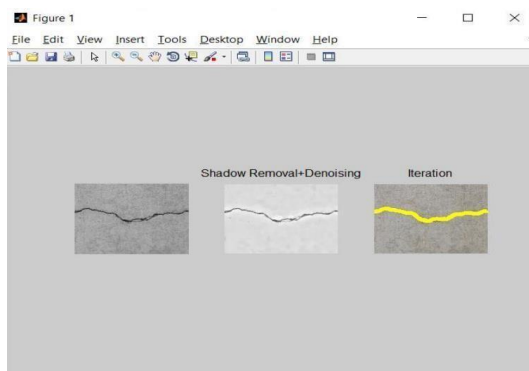 Figure 1
File Edit View Insert Tools Desktop Window Help
Shadow Removal+Denoising Iteration